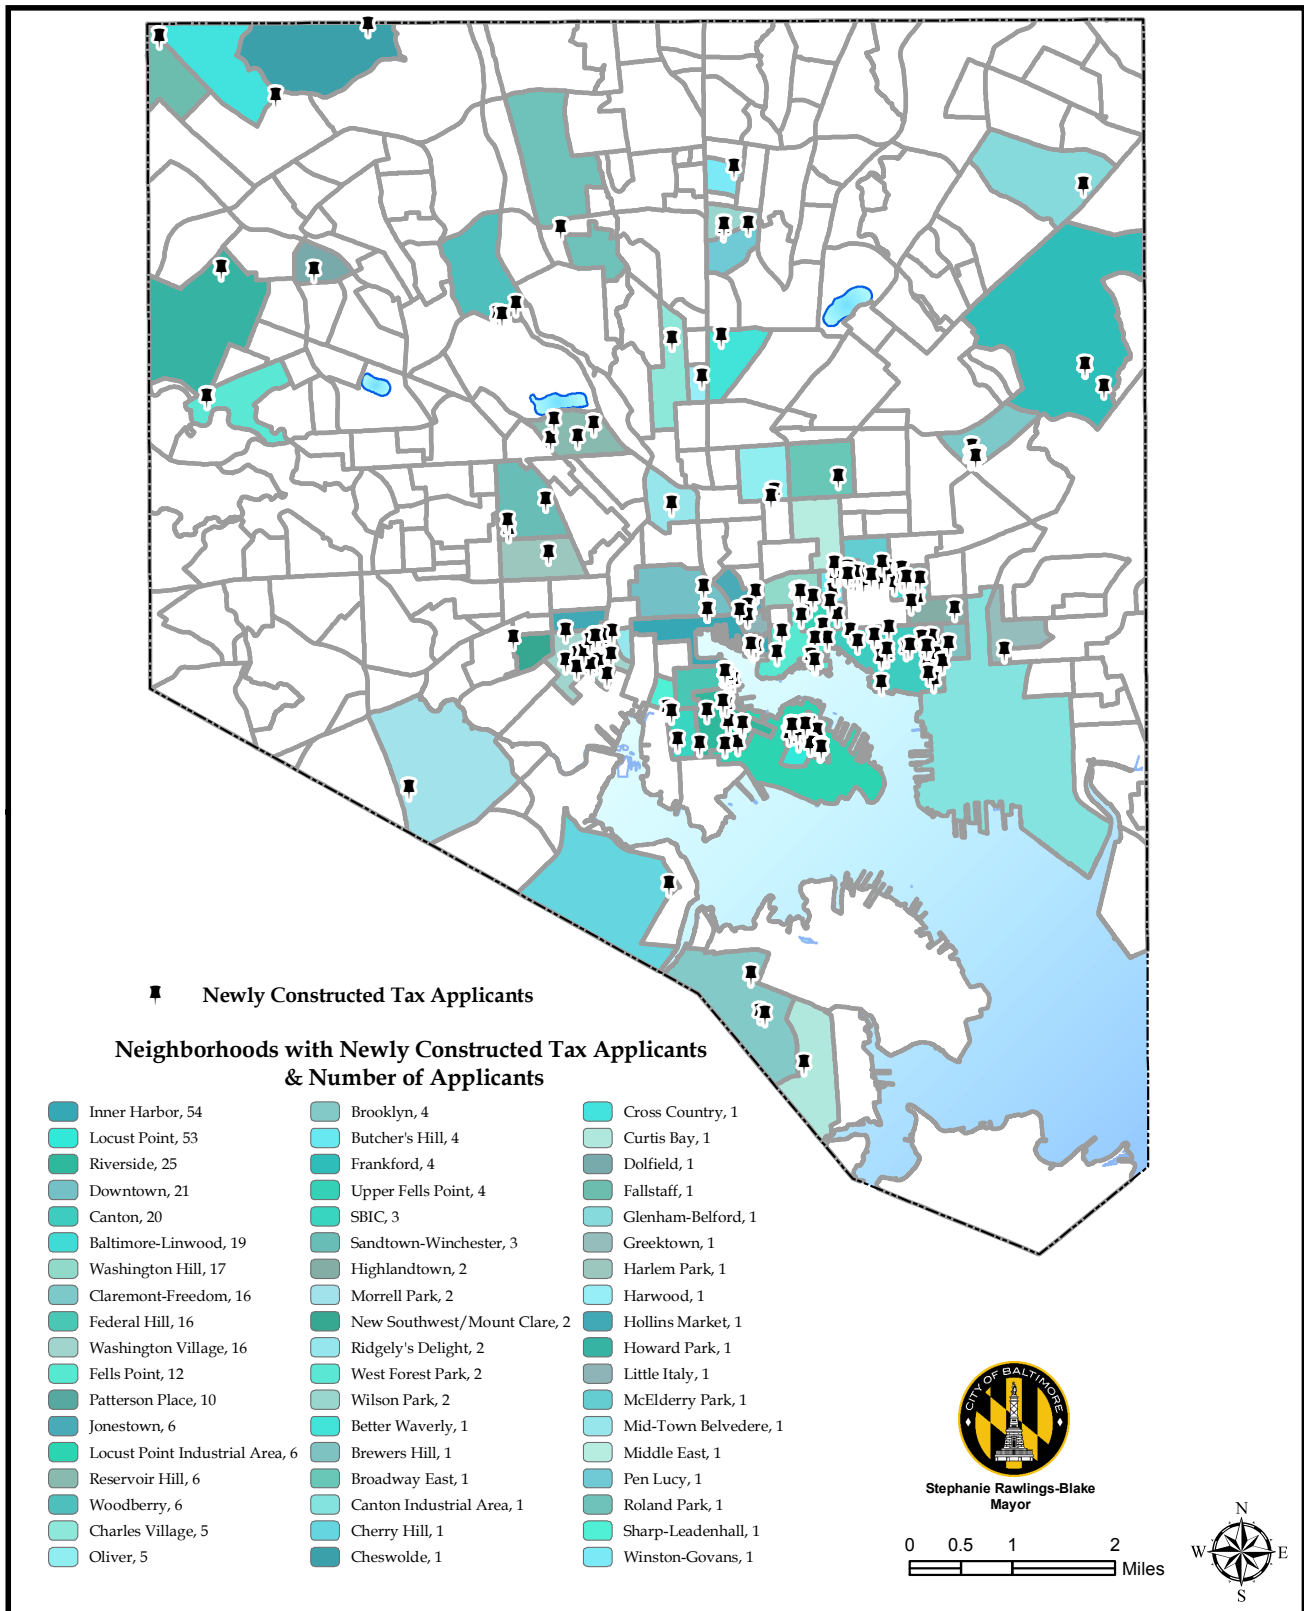 Newly Constructed Tax Applicants
Neighborhoods with Newly Constructed Tax Applicants
& Number of Applicants
Inner Harbor, 54
Locust Point, 53
Riverside, 25
Downtown, 21
Canton, 20
Baltimore-Linwood, 19
Washington Hill, 17
Claremont-Freedom, 16
Federal Hill, 16
Washington Village, 16
Fells Point, 12
Patterson Place, 10
Jonestown, 6
Locust Point Industrial Area, 6
Reservoir Hill, 6
Woodberry, 6
Charles Village, 5
Oliver, 5
Brooklyn, 4
Butcher's Hill, 4
Frankford, 4
Upper Fells Point, 4
SBIC, 3
Sandtown-Winchester, 3
Highlandtown, 2
Morrell Park, 2
New Southwest/Mount Clare, 2
Ridgely's Delight, 2
West Forest Park, 2
Wilson Park, 2
Better Waverly, 1
Brewers Hill, 1
Broadway East, 1
Canton Industrial Area, 1
Cherry Hill, 1
Cheswolde, 1
Cross Country, 1
Curtis Bay, 1
Dolfield, 1
Fallstaff, 1
Glenham-Belford, 1
Greektown, 1
Harlem Park, 1
Harwood, 1
Hollins Market, 1
Howard Park, 1
Little Italy, 1
McElderry Park, 1
Mid-Town Belvedere, 1
Middle East, 1
Pen Lucy, 1
Roland Park, 1
Sharp-Leadenhall, 1
Winston-Govans, 1
CITY OF BALTIMORE
Stephanie Rawlings-Blake
Mayor
0 0.5 1 2
Miles
N
W E
S